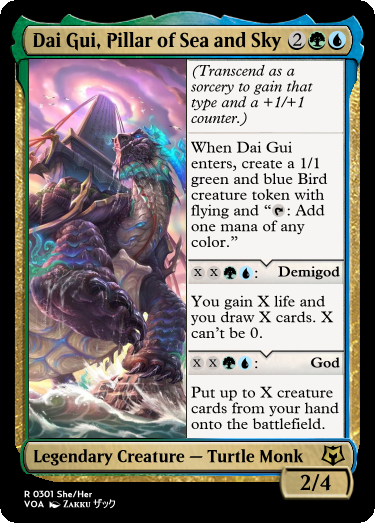 Dai Gui, Pillar of Sea and Sky 2
(Transcend as a
sorcery to gain that
type and a +1/+1
counter.)
When Dai Gui
enters, create a 1/1
green and blue Bird
creature token with
flying and “: Add
one mana of any
color.”
X X : Demigod
You gain X life and
you draw X cards. X
can't be 0.
X X : God
Put up to X creature
cards from your hand
onto the battlefield.
Legendary Creature — Turtle Monk
2/4
R 0301 She/Her
VOA Zakku ザック